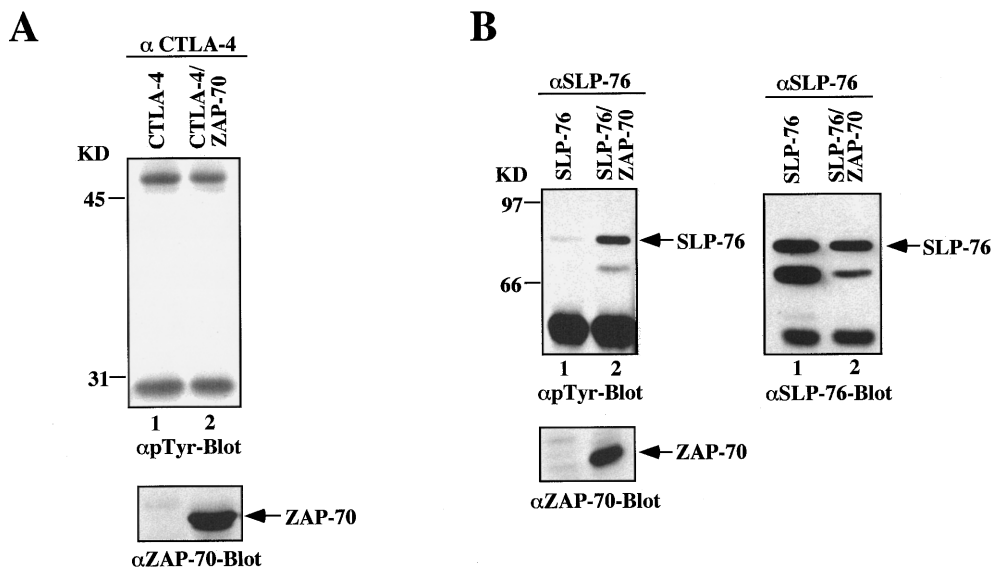 A
α CTLA-4
CTLA-4
CTLA-4/
ZAP-70
KD
45
31
1 2
αpTyr-Blot
ZAP-70
αZAP-70-Blot
B
αSLP-76
SLP-76
SLP-76/
ZAP-70
KD
97
SLP-76
66
1 2
αpTyr-Blot
ZAP-70
αZAP-70-Blot
αSLP-76
SLP-76
SLP-76/
ZAP-70
SLP-76
1 2
αSLP-76-Blot